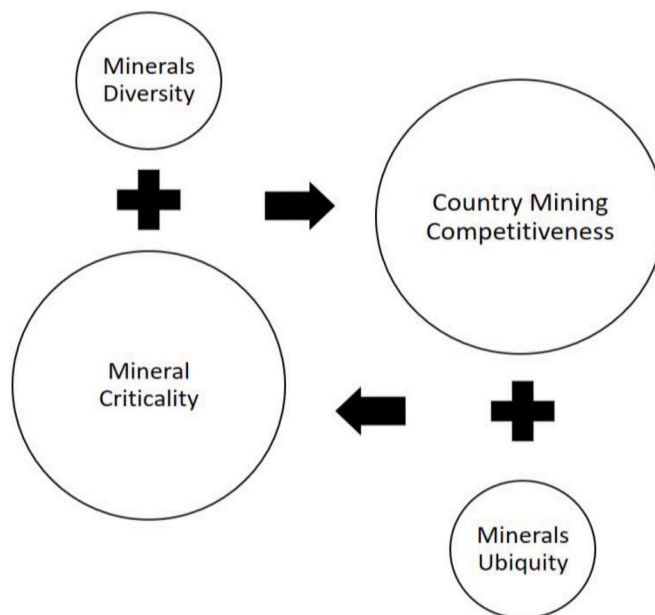 Minerals
Diversity
Country Mining
Competitiveness
Mineral
Criticality
Minerals
Ubiquity